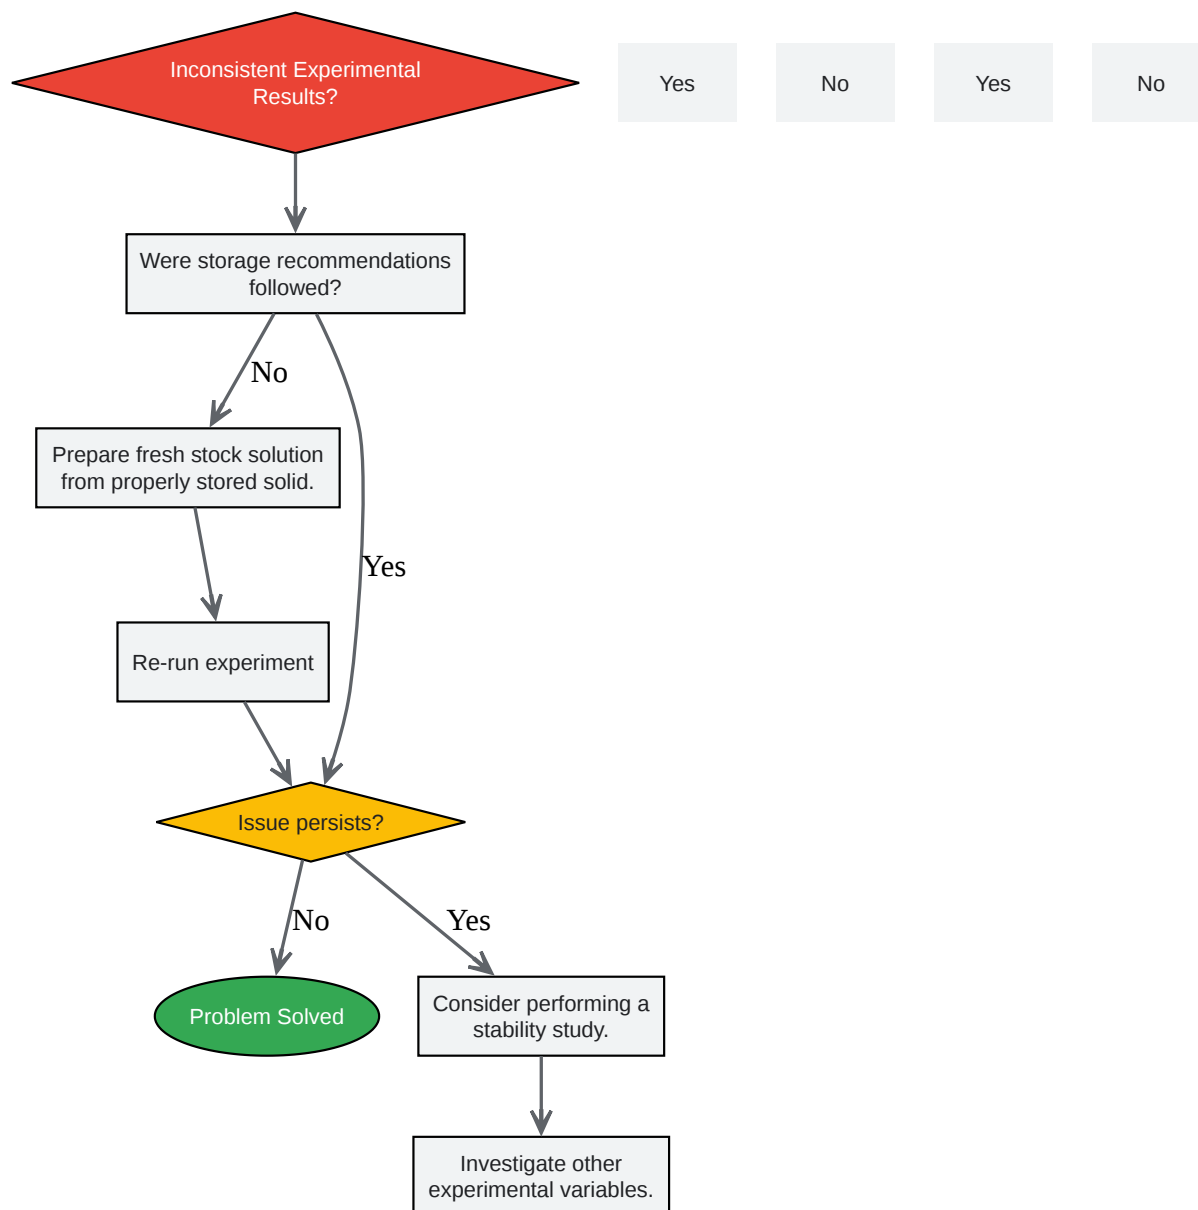 Inconsistent Experimental
Results?
Yes
No
Yes
No
Were storage recommendations
followed?
No
Prepare fresh stock solution
from properly stored solid.
Yes
Re-run experiment
Issue persists?
No
Yes
Problem Solved
Consider performing a
stability study.
Investigate other
experimental variables.